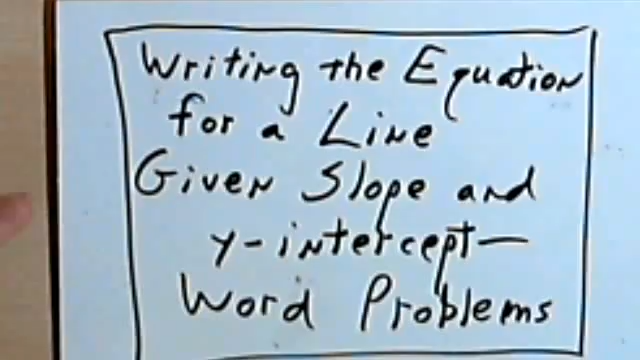 Writing the Equation
for a Line
Given Slope and
y-intercept—
Word Problems